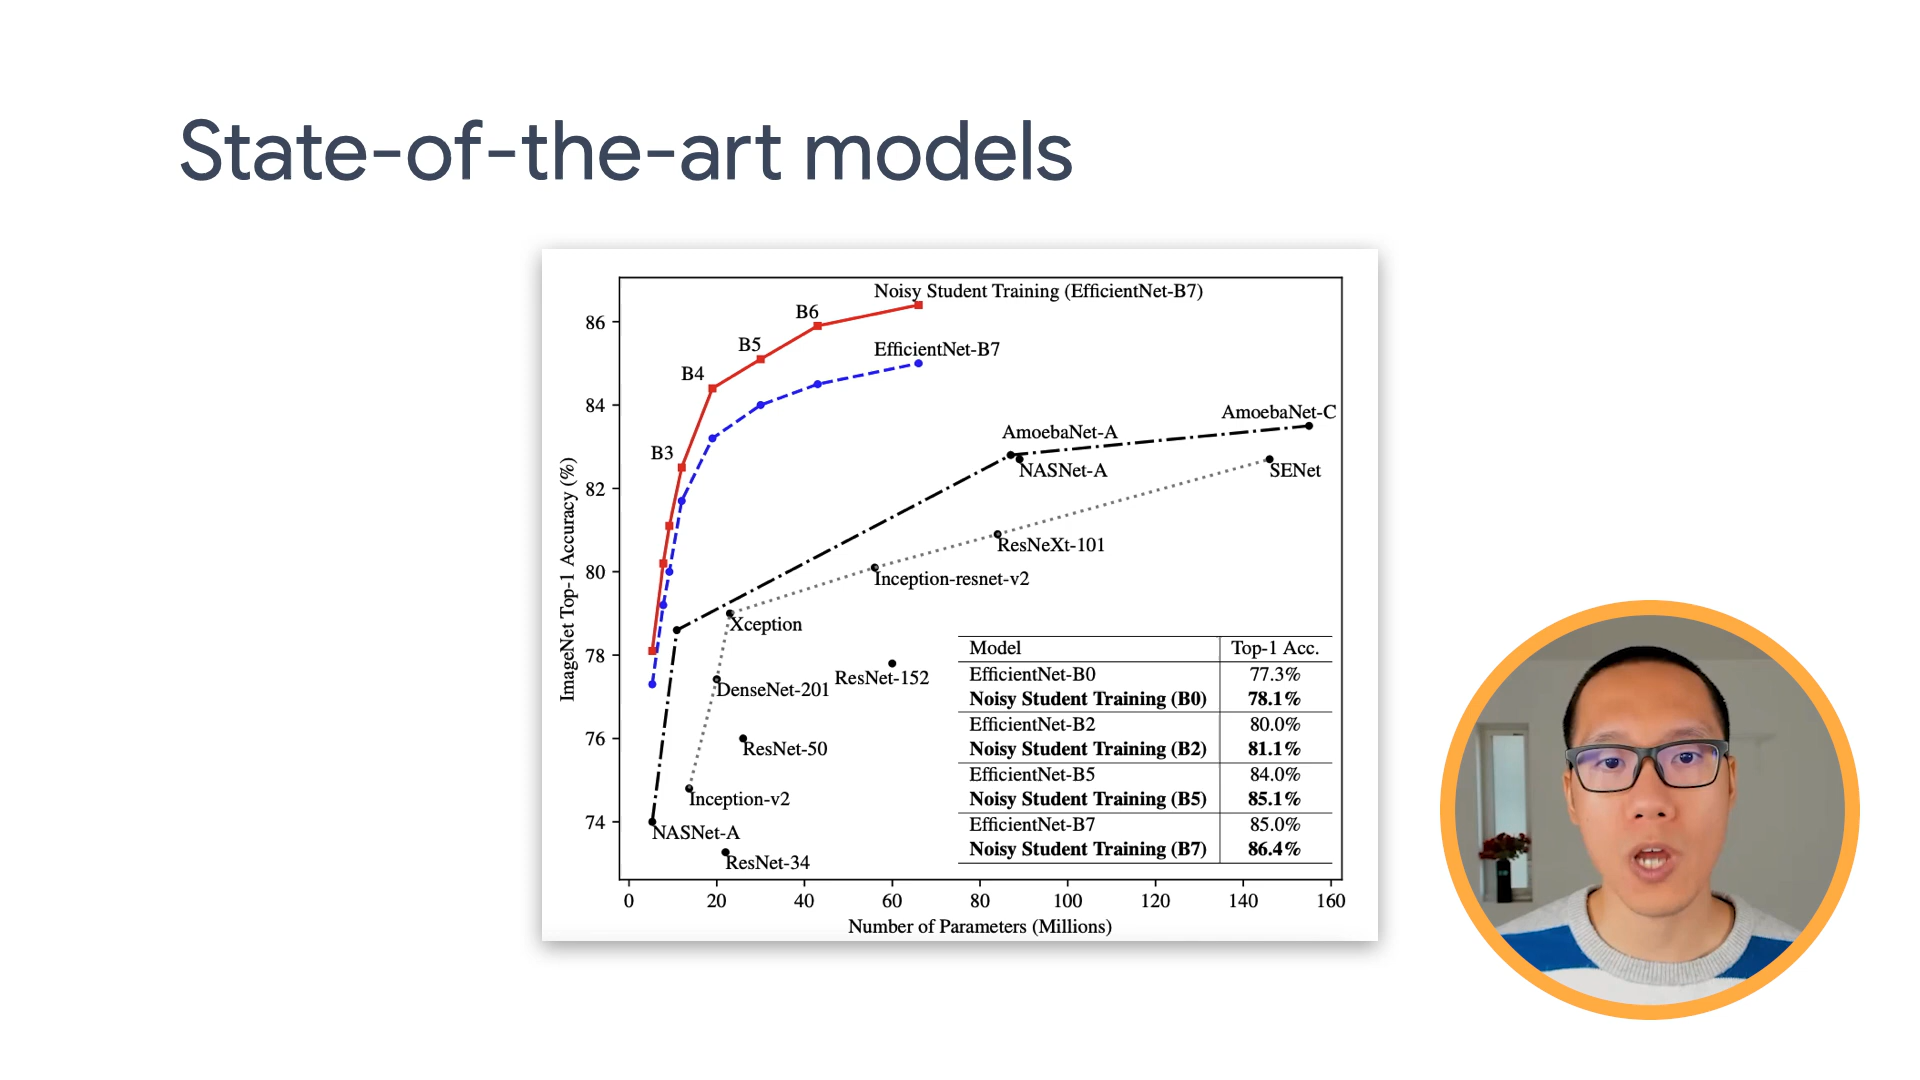 State-of-the-art models
Noisy Student Training (EfficientNet-B7)
B6
86
B5
EfficientNet-B7
B4
84
AmoebaNet-C
AmoebaNet-A
B3
NASNet-A
SENet
82
ResNeXt-101
80
Inception-resnet-v2
Xception
78
ResNet-152
DenseNet-201
76
ResNet-50
Inception-v2
74
NASNet-A
ResNet-34
ImageNet Top-1 Accuracy (%)
Model Top-1 Acc.
EfficientNet-B0 77.3%
Noisy Student Training (B0) 78.1%
EfficientNet-B2 80.0%
Noisy Student Training (B2) 81.1%
EfficientNet-B5 84.0%
Noisy Student Training (B5) 85.1%
EfficientNet-B7 85.0%
Noisy Student Training (B7) 86.4%
0 20 40 60 80 100 120 140 160
Number of Parameters (Millions)